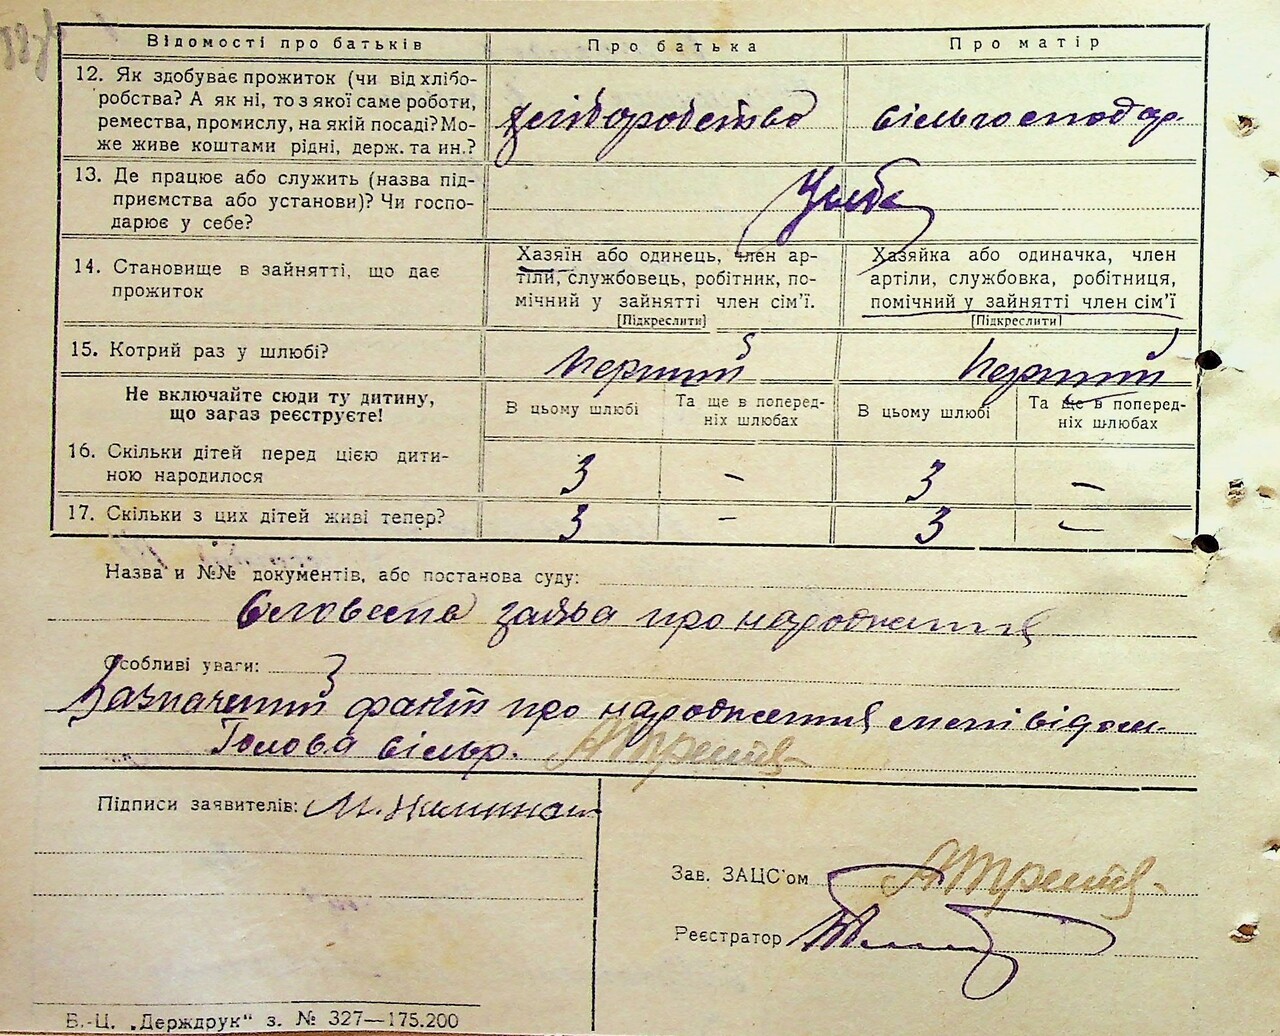 Відомості про батьків
Про батька
Про матір
12. Як здобуває прожиток (чи від хлібо-
робства? А як ні, то з якої саме роботи,
ремества, промислу, на якій посаді? Мо-
же живе коштами рідні, держ. та ин.?
хліборобство
сільгосподар.
13. Де працює або служить (назва під-
приємства або установи)? Чи госпо-
дарює у себе?
У себе
14. Становище в зайнятті, що дає
прожиток
Хазяїн або одинець, член ар-
тіли, службовець, робітник, по-
мічний у зайнятті член сім'ї.
[Підкреслити]
Хазяйка або одиначка, член
артіли, службовка, робітниця,
помічний у зайнятті член сім'ї
[Підкреслити]
15. Котрий раз у шлюбі?
перший
перший
Не включайте сюди ту дитину,
що зараз реєструєте!
В цьому шлюбі
Та ще в поперед-
ніх шлюбах
В цьому шлюбі
Та ще в поперед-
ніх шлюбах
16. Скільки дітей перед цією дити-
ною народилося
3 - 3 -
17. Скільки з цих дітей живі тепер?
3 - 3 -
Назва и №№ документів, або постанова суду:
Словесна заява про народження
Особливі уваги:
Зазначений факт про народження мені відом.
Голова сільр.
Підписи заявителів:
Зав. ЗАЦС'ом
Реєстратор
Б.-Ц. „Держдрук" з. № 327—175.200